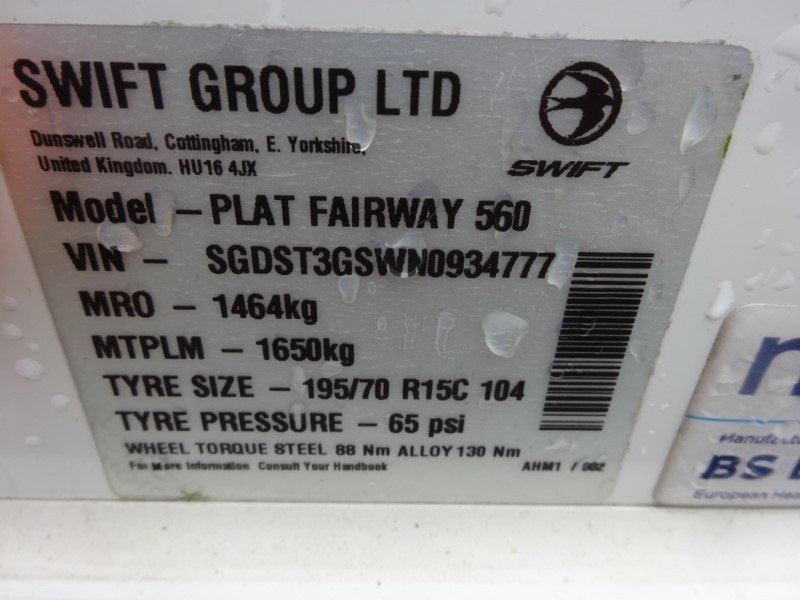 SWIFT GROUP LTD
Dunswell Road, Cottingham, E. Yorkshire,
United Kingdom. HU16 4JX
SWIFT
Model - PLAT FAIRWAY 560
VIN - SGDST3GSWN0934777
MRO - 1464kg
MTPLM - 1650kg
TYRE SIZE - 195/70 R15C 104
TYRE PRESSURE - 65 psi
WHEEL TORQUE STEEL 88 Nm ALLOY 130 Nm
For More Information Consult Your Handbook
AHM1 / 082
BS
European